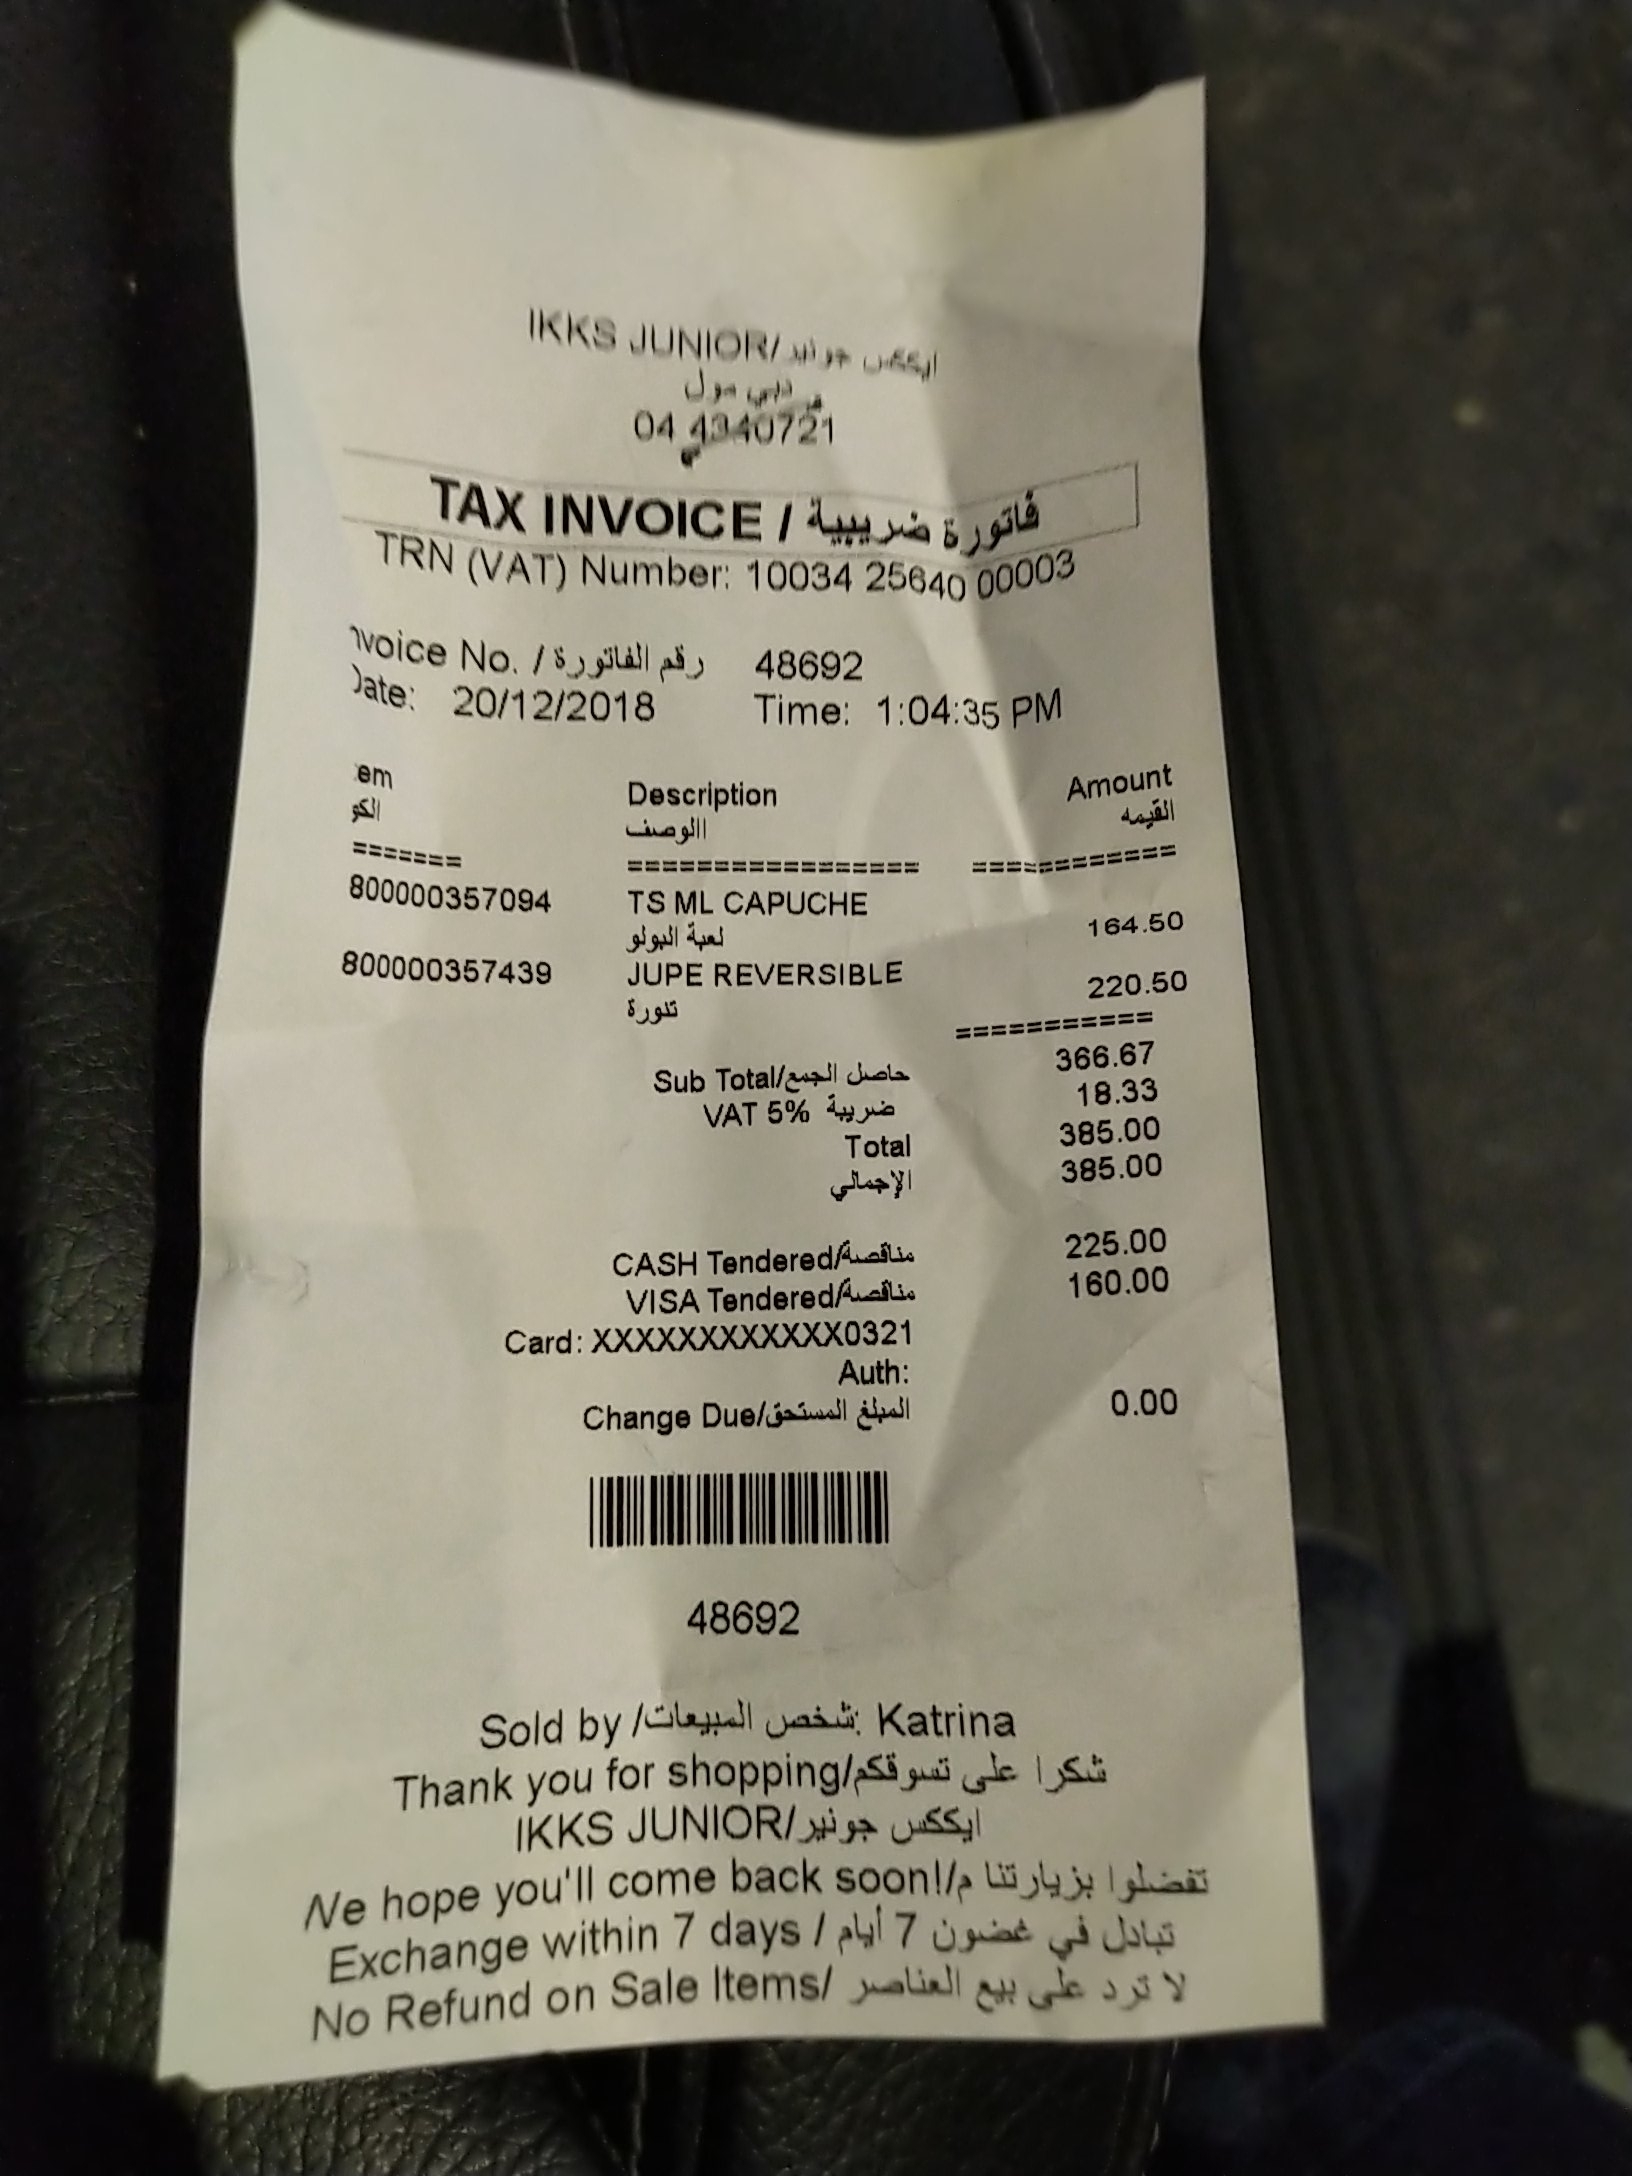 IKKS JUNIOR/ايككس جونير
دبي مول
04 4340721
TAX INVOICE / فاتورة ضريبية
TRN (VAT) Number: 10034 25640 00003
nvoice No. / رقم الفاتورة 48692
Date: 20/12/2018 Time: 1:04:35 PM
em Description Amount
الكو االوصف القيمه
======= ================= ============
800000357094 TS ML CAPUCHE 164.50
لعبة البولو
800000357439 JUPE REVERSIBLE 220.50
تنورة
===========
Sub Total/حاصل الجمع 366.67
VAT 5% ضريبة 18.33
Total 385.00
الإجمالي 385.00
CASH Tendered/مناقصة 225.00
VISA Tendered/مناقصة 160.00
Card: XXXXXXXXXXXX0321
Auth:
Change Due/المبلغ المستحق 0.00
48692
Sold by /شخص المبيعات: Katrina
Thank you for shopping/شكرا على تسوقكم
IKKS JUNIOR/ايككس جونير
We hope you'll come back soon!/تفضلوا بزيارتنا م
Exchange within 7 days / تبادل في غضون 7 أيام
No Refund on Sale Items/ لا ترد على بيع العناصر